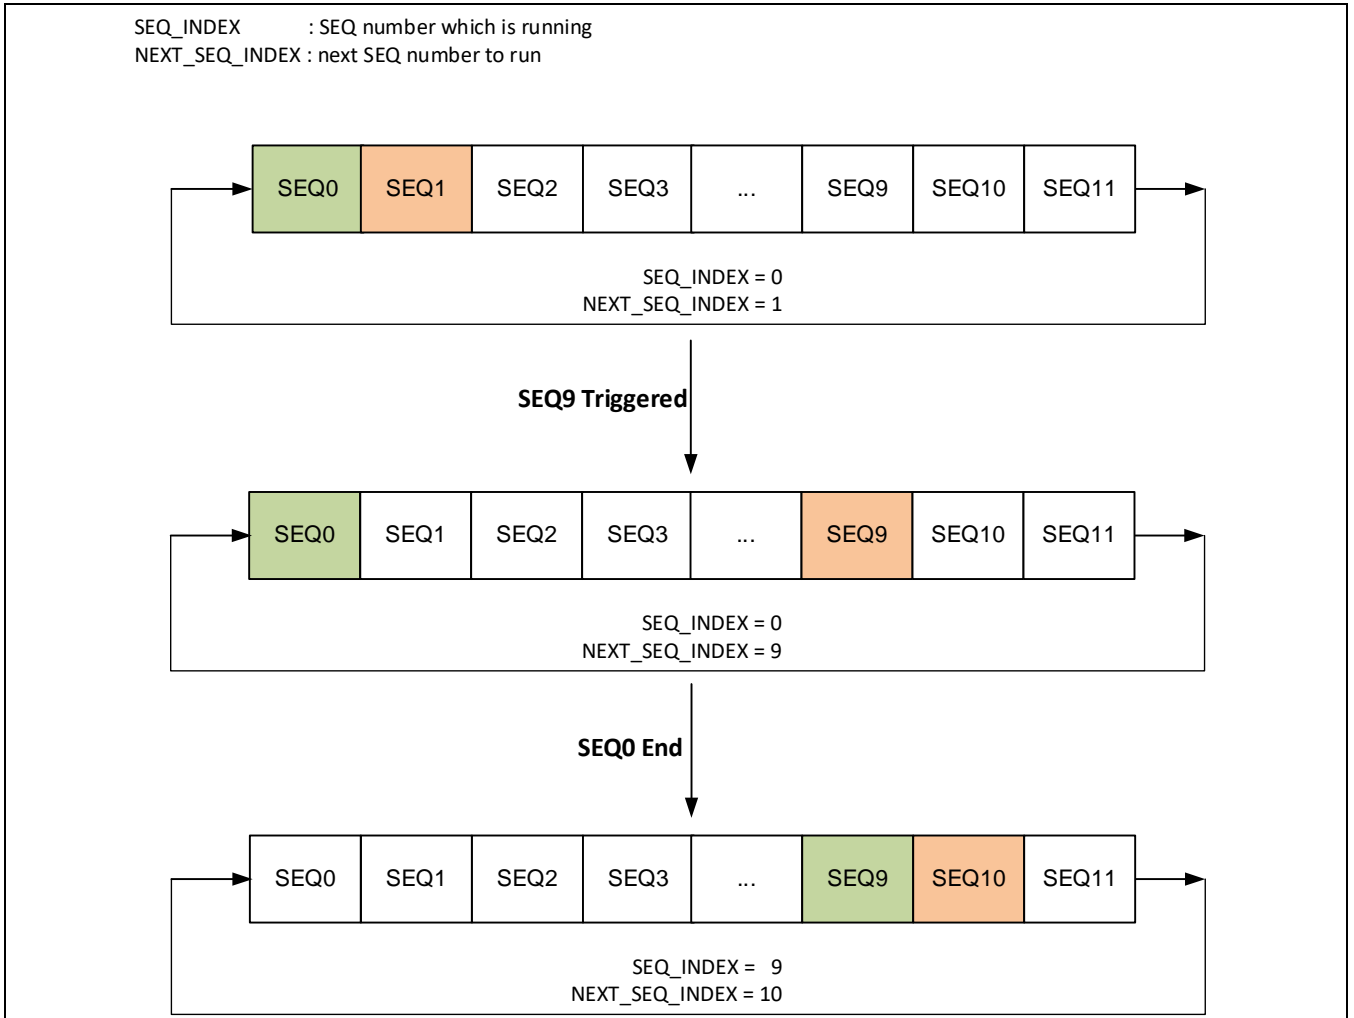 SEQ_INDEX : SEQ number which is running
NEXT_SEQ_INDEX : next SEQ number to run
SEQ0 SEQ1 SEQ2 SEQ3 ... SEQ9 SEQ10 SEQ11
SEQ_INDEX = 0
NEXT_SEQ_INDEX = 1
SEQ9 Triggered
SEQ0 SEQ1 SEQ2 SEQ3 ... SEQ9 SEQ10 SEQ11
SEQ_INDEX = 0
NEXT_SEQ_INDEX = 9
SEQ0 End
SEQ0 SEQ1 SEQ2 SEQ3 ... SEQ9 SEQ10 SEQ11
SEQ_INDEX = 9
NEXT_SEQ_INDEX = 10